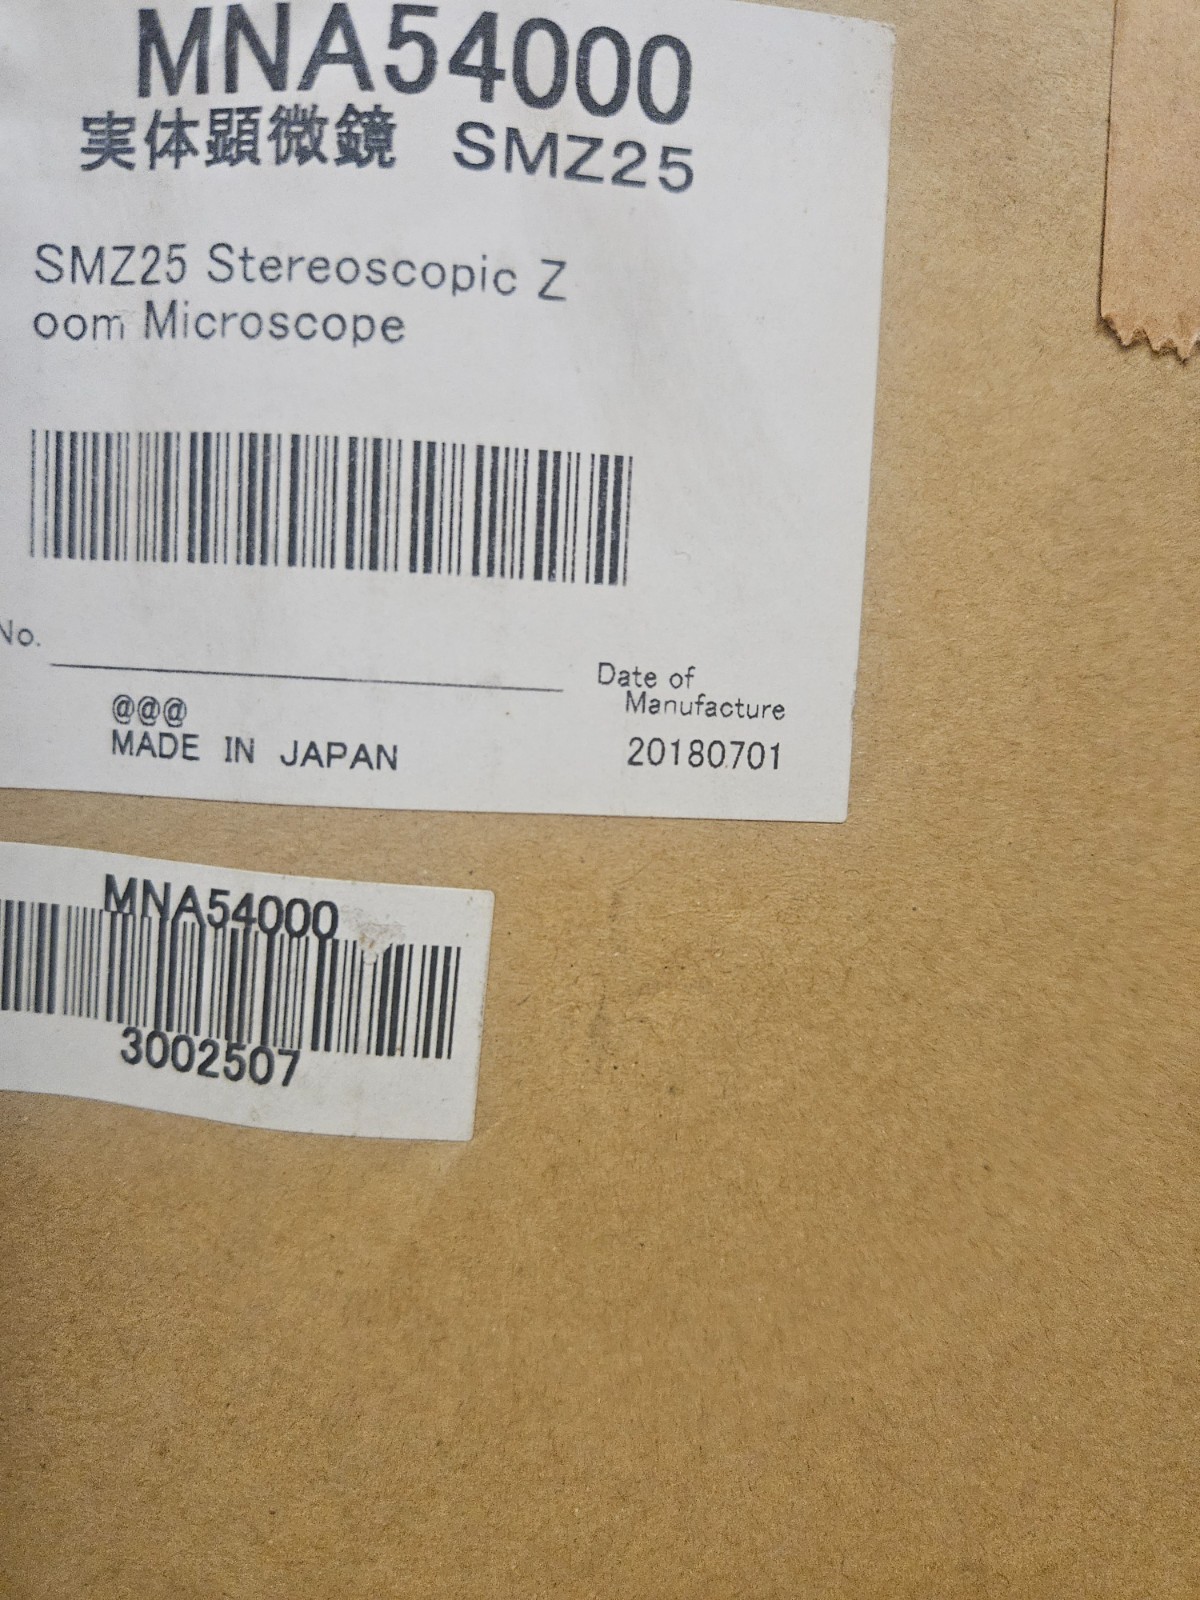 MNA54000
実体顕微鏡 SMZ25
SMZ25 Stereoscopic Z
oom Microscope
No.
Date of
Manufacture
@@@
MADE IN JAPAN
20180701
MNA54000
3002507